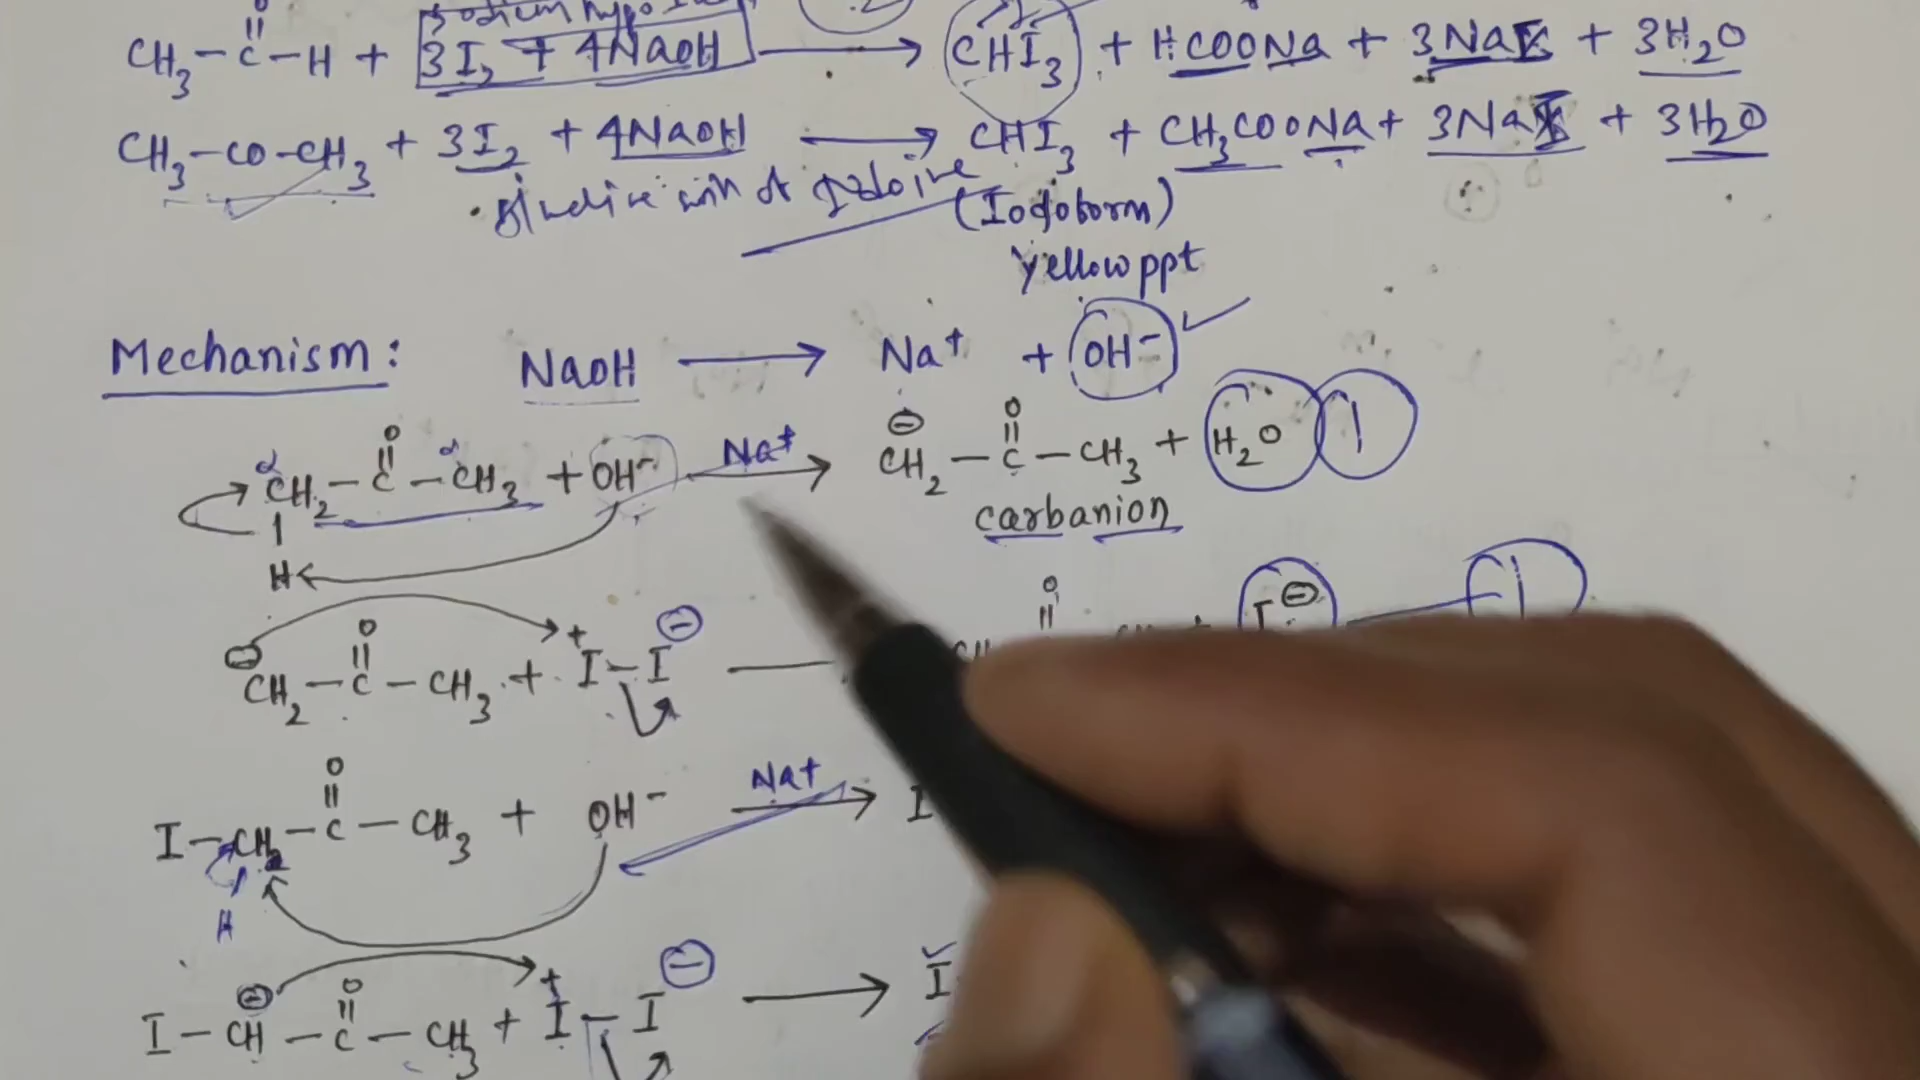 CH₃-C-H + 3I₂ + 4NaOH → CHI₃ + HCOONa + 3NaI + 3H₂O
O
||
CH₃-CO-CH₃ + 3I₂ + 4NaOH → CHI₃ + CH₃COONa + 3NaI + 3H₂O
(Iodoform)
Yellow ppt
Mechanism: NaOH → Na⁺ + OH⁻
O
||
α CH₂-C-CH₃ α + OH⁻ Na⁺ → ⊖ CH₂-C-CH₃ + H₂O 1
|
H
carbanion
O
||
⊖ CH₂-C-CH₃ + ⁺I-I ⊖
I ⊖ 1
O
||
I-CH₂-C-CH₃ + OH⁻ Na⁺ → I
H
O
||
I-CH ⊖-C-CH₃ + ⁺I-I ⊖ → I